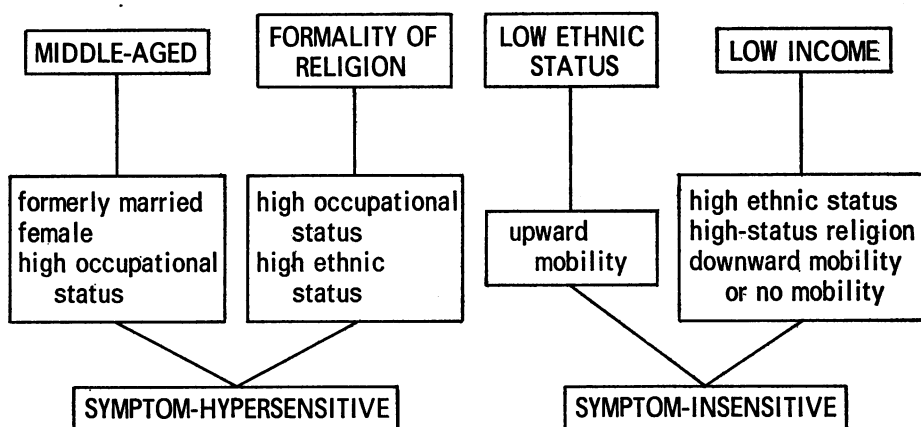 MIDDLE-AGED
FORMALITY OF
RELIGION
LOW ETHNIC
STATUS
LOW INCOME
formerly married
female
high occupational
status
high occupational
status
high ethnic
status
upward
mobility
high ethnic status
high-status religion
downward mobility
or no mobility
SYMPTOM-HYPERSENSITIVE
SYMPTOM-INSENSITIVE